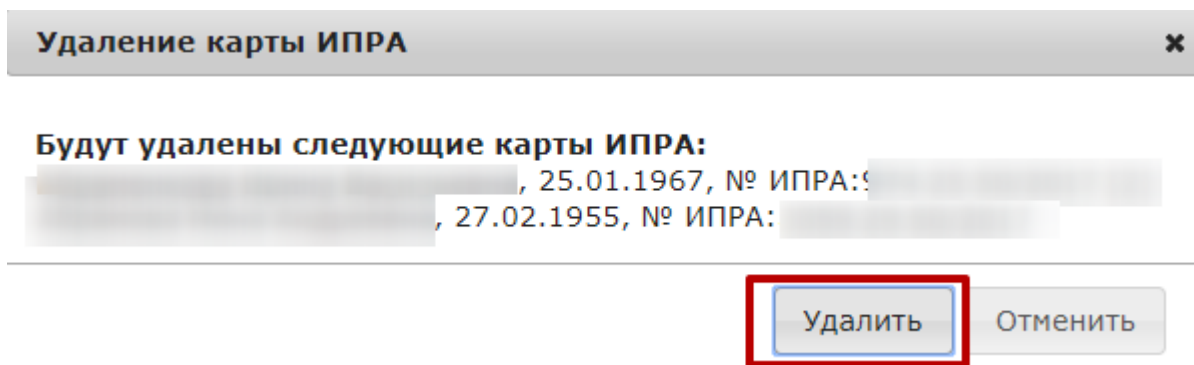 Удаление карты ИПРА
Будут удалены следующие карты ИПРА:
, 25.01.1967, № ИПРА:
, 27.02.1955, № ИПРА:
Удалить Отменить